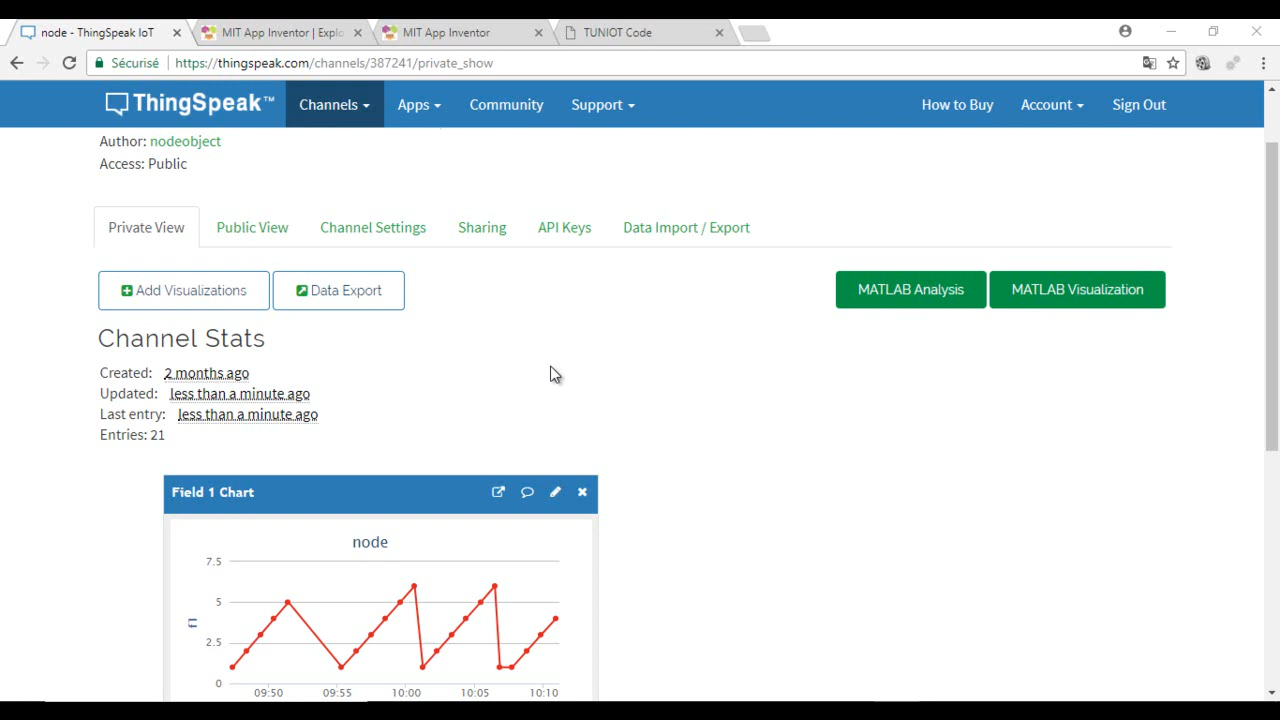 node - ThingSpeak IoT
MIT App Inventor | Explo
MIT App Inventor
TUNIOT Code
Sécurisé
https://thingspeak.com/channels/387241/private_show
ThingSpeak™
Channels
Apps
Community
Support
How to Buy
Account
Sign Out
Author: nodeobject
Access: Public
Private View
Public View
Channel Settings
Sharing
API Keys
Data Import / Export
Add Visualizations
Data Export
MATLAB Analysis
MATLAB Visualization
Channel Stats
Created: 2 months ago
Updated: less than a minute ago
Last entry: less than a minute ago
Entries: 21
Field 1 Chart
node
7.5
5
2.5
0
f1
09:50
09:55
10:00
10:05
10:10